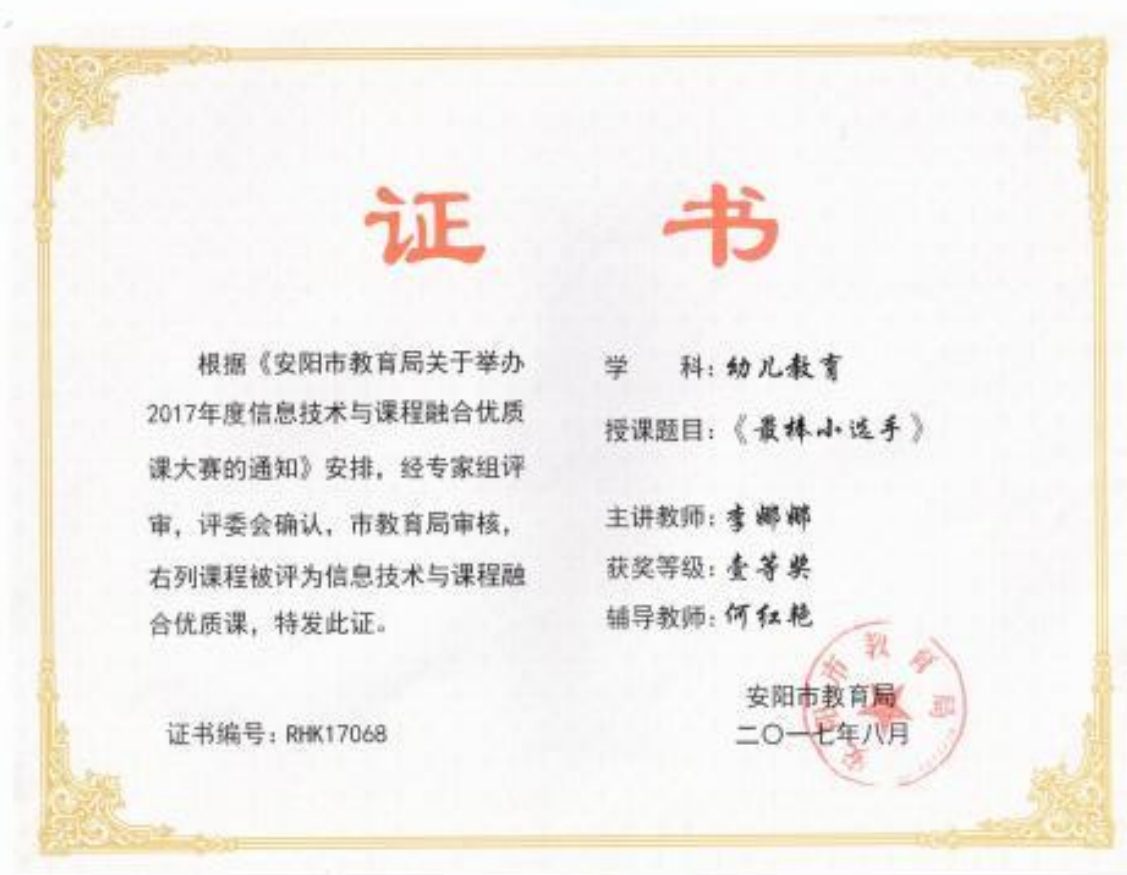 证 书
根据《安阳市教育局关于举办
2017年度信息技术与课程融合优质
课大赛的通知》安排，经专家组评
审，评委会确认，市教育局审核，
右列课程被评为信息技术与课程融
合优质课，特发此证。
证书编号：RHK17068
学 科：幼儿教育
授课题目：《最棒小选手》
主讲教师：李娜娜
获奖等级：壹等奖
辅导教师：何红艳
安阳市教育局
二〇一七年八月
安阳市教育局